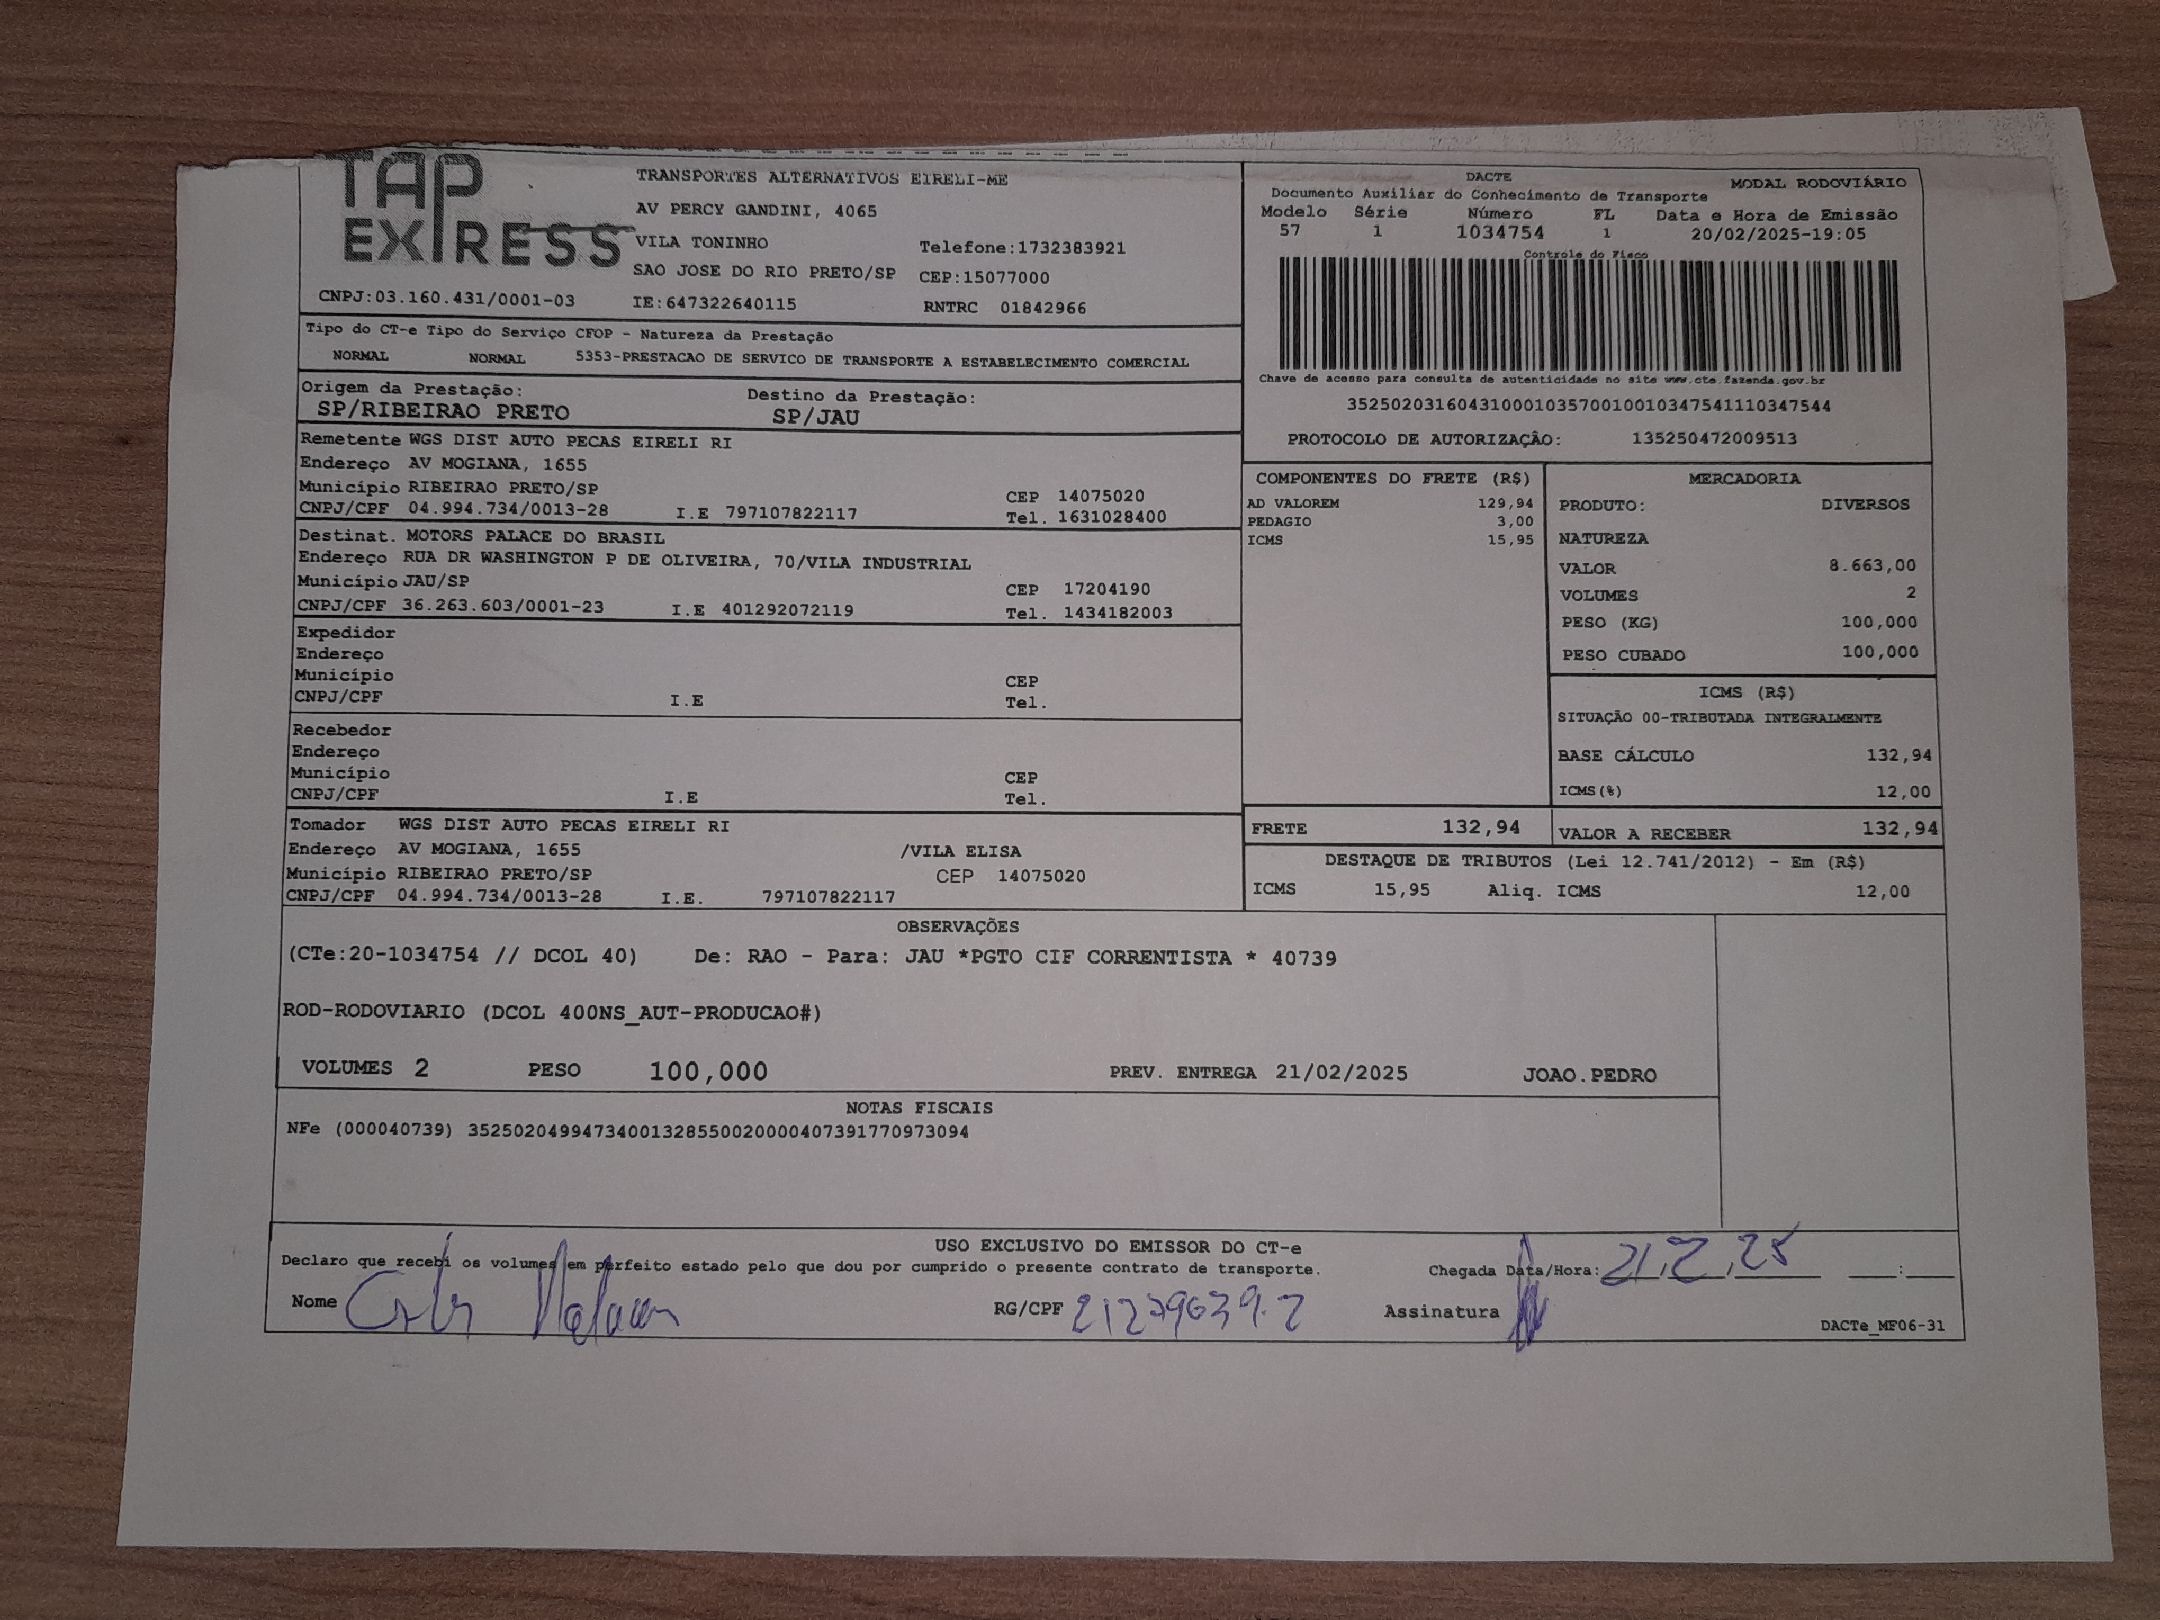 TAP
EXPRESS
TRANSPORTES ALTERNATIVOS EIRELI-ME
AV PERCY GANDINI, 4065
VILA TONINHO
Telefone:1732383921
SAO JOSE DO RIO PRETO/SP CEP:15077000
CNPJ:03.160.431/0001-03 IE:647322640115 RNTRC 01842966
DACTE
MODAL RODOVIÁRIO
Documento Auxiliar do Conhecimento de Transporte
Modelo Série Número FL Data e Hora de Emissão
57 1 1034754 1 20/02/2025-19:05
Controle do Fisco
Chave de acesso para consulta de autenticidade no site www.cte.fazenda.gov.br
35250203160431000103570010010347541110347544
PROTOCOLO DE AUTORIZAÇÃO: 135250472009513
Tipo do CT-e Tipo do Serviço CFOP - Natureza da Prestação
NORMAL NORMAL 5353-PRESTACAO DE SERVICO DE TRANSPORTE A ESTABELECIMENTO COMERCIAL
Origem da Prestação: Destino da Prestação:
SP/RIBEIRAO PRETO SP/JAU
Remetente WGS DIST AUTO PECAS EIRELI RI
Endereço AV MOGIANA, 1655
Município RIBEIRAO PRETO/SP CEP 14075020
CNPJ/CPF 04.994.734/0013-28 I.E 797107822117 Tel. 1631028400
Destinat. MOTORS PALACE DO BRASIL
Endereço RUA DR WASHINGTON P DE OLIVEIRA, 70/VILA INDUSTRIAL
Município JAU/SP CEP 17204190
CNPJ/CPF 36.263.603/0001-23 I.E 401292072119 Tel. 1434182003
Expedidor
Endereço
Município CEP
CNPJ/CPF I.E Tel.
Recebedor
Endereço
Município CEP
CNPJ/CPF I.E Tel.
Tomador WGS DIST AUTO PECAS EIRELI RI
Endereço AV MOGIANA, 1655 /VILA ELISA
Município RIBEIRAO PRETO/SP CEP 14075020
CNPJ/CPF 04.994.734/0013-28 I.E. 797107822117
COMPONENTES DO FRETE (R$)
AD VALOREM 129,94
PEDAGIO 3,00
ICMS 15,95
MERCADORIA
PRODUTO: DIVERSOS
NATUREZA
VALOR 8.663,00
VOLUMES 2
PESO (KG) 100,000
PESO CUBADO 100,000
ICMS (R$)
SITUAÇÃO 00-TRIBUTADA INTEGRALMENTE
BASE CÁLCULO 132,94
ICMS(%) 12,00
FRETE 132,94 VALOR A RECEBER 132,94
DESTAQUE DE TRIBUTOS (Lei 12.741/2012) - Em (R$)
ICMS 15,95 Aliq. ICMS 12,00
OBSERVAÇÕES
(CTe:20-1034754 // DCOL 40) De: RAO - Para: JAU *PGTO CIF CORRENTISTA * 40739
ROD-RODOVIARIO (DCOL 400NS_AUT-PRODUCAO#)
VOLUMES 2 PESO 100,000 PREV. ENTREGA 21/02/2025 JOAO.PEDRO
NOTAS FISCAIS
NFe (000040739) 35250204994734001328550020000407391770973094
USO EXCLUSIVO DO EMISSOR DO CT-e
Declaro que recebi os volumes em perfeito estado pelo que dou por cumprido o presente contrato de transporte. Chegada Data/Hora: 21,2,25 :
Nome RG/CPF Assinatura
DACTe_MF06-31